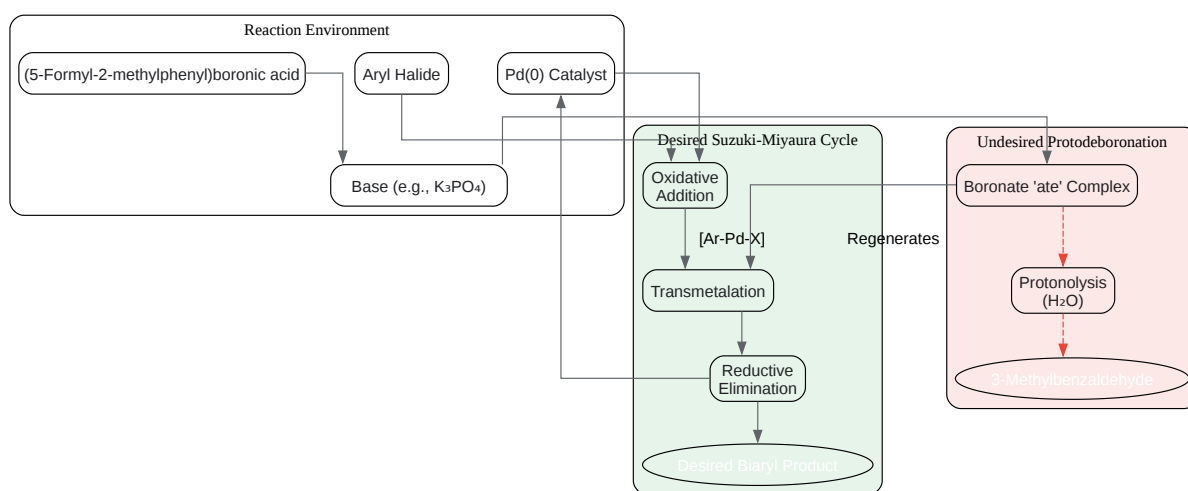 Reaction Environment
(5-Formyl-2-methylphenyl)boronic acid
Aryl Halide
Pd(0) Catalyst
Base (e.g., K₃PO₄)
Desired Suzuki-Miyaura Cycle
Oxidative
Addition
[Ar-Pd-X]
Transmetalation
Reductive
Elimination
Desired Biaryl Product
Regenerates
Undesired Protodeboronation
Boronate 'ate' Complex
Protonolysis
(H₂O)
3-Methylbenzaldehyde